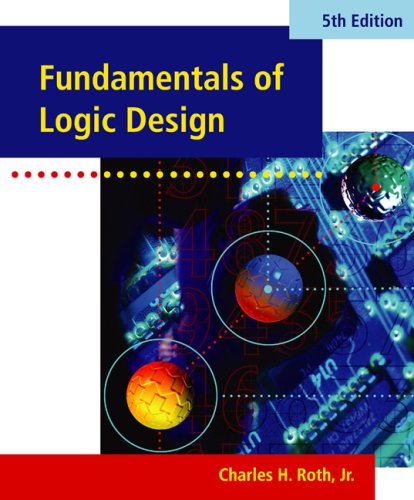 5th Edition
Fundamentals of
Logic Design
Charles H. Roth, Jr.